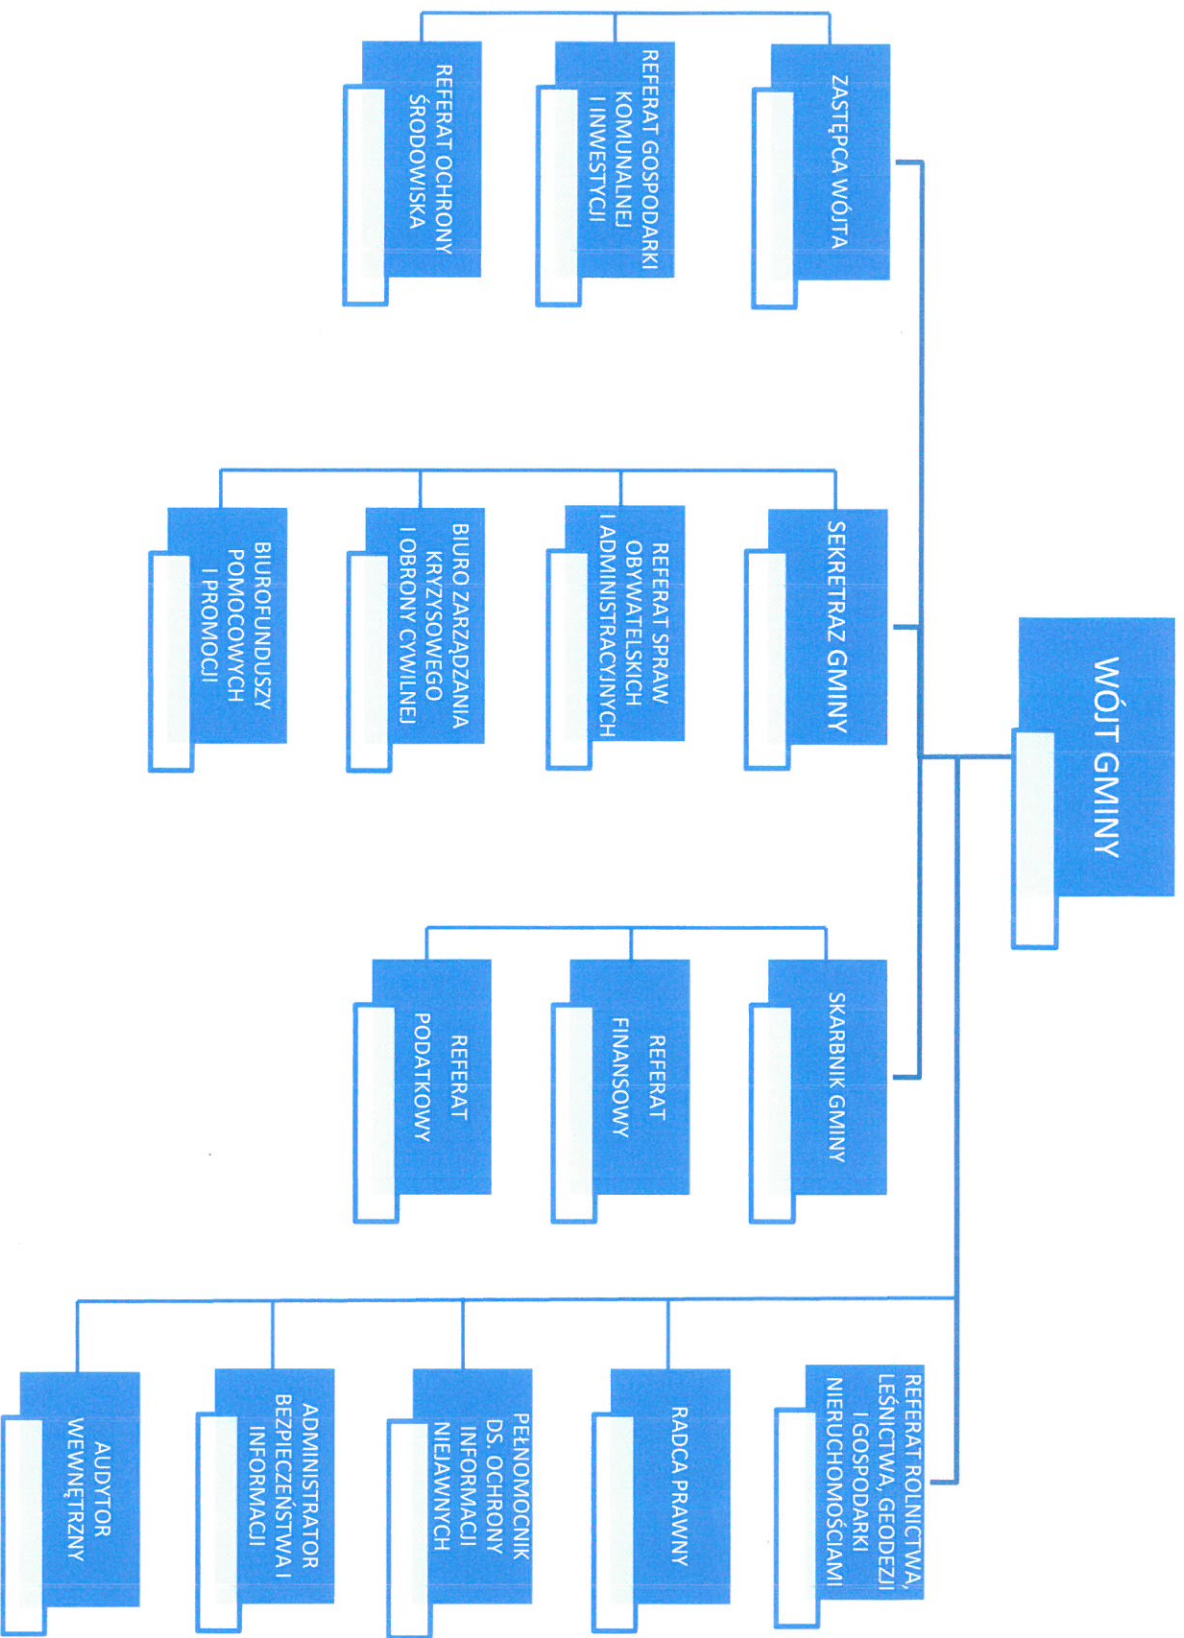 WÓJT GMINY
ZASTĘPCA WÓJTA
REFERAT GOSPODARKI
KOMUNALNEJ
I INWESTYCJI
REFERAT OCHRONY
ŚRODOWISKA
SEKRETRAZ GMINY
REFERAT SPRAW
OBYWATELSKICH
I ADMINISTRACYJNYCH
BIURO ZARZĄDZANIA
KRYZYSOWEGO
I OBRONY CYWILNEJ
BIUROFUNDUSZY
POMOCOWYCH
I PROMOCJI
SKARBNIK GMINY
REFERAT
FINANSOWY
REFERAT
PODATKOWY
REFERAT ROLNICTWA,
LEŚNICTWA, GEODEZJI
I GOSPODARKI
NIERUCHOMOŚCIAMI
RADCA PRAWNY
PEŁNOMOCNIK
DS. OCHRONY
INFORMACJI
NIEJAWNYCH
ADMINISTRATOR
BEZPIECZEŃSTWA I
INFORMACJI
AUDYTOR
WEWNĘTRZNY